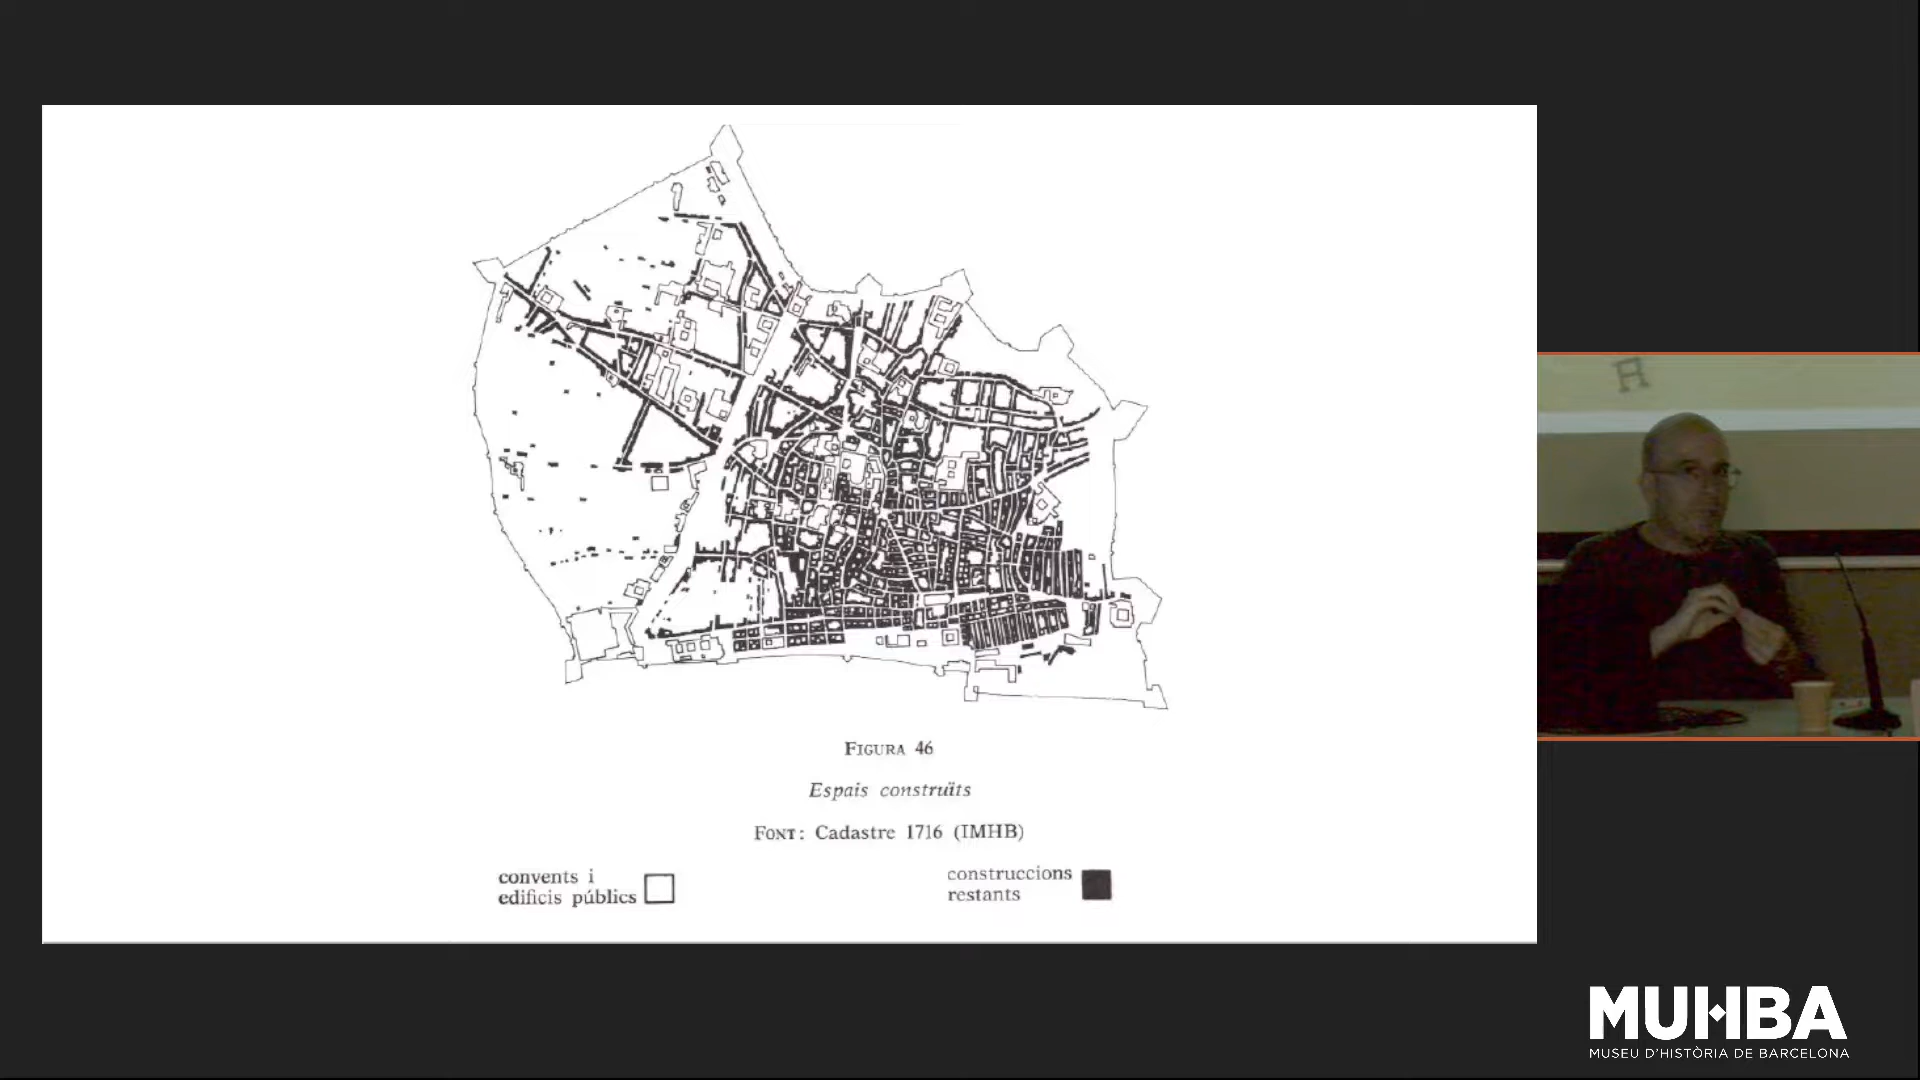 FIGURA 46
Espais construïts
FONT: Cadastre 1716 (IMHB)
convents i
edificis públics
construccions
restants
MUHBA
MUSEU D'HISTÒRIA DE BARCELONA